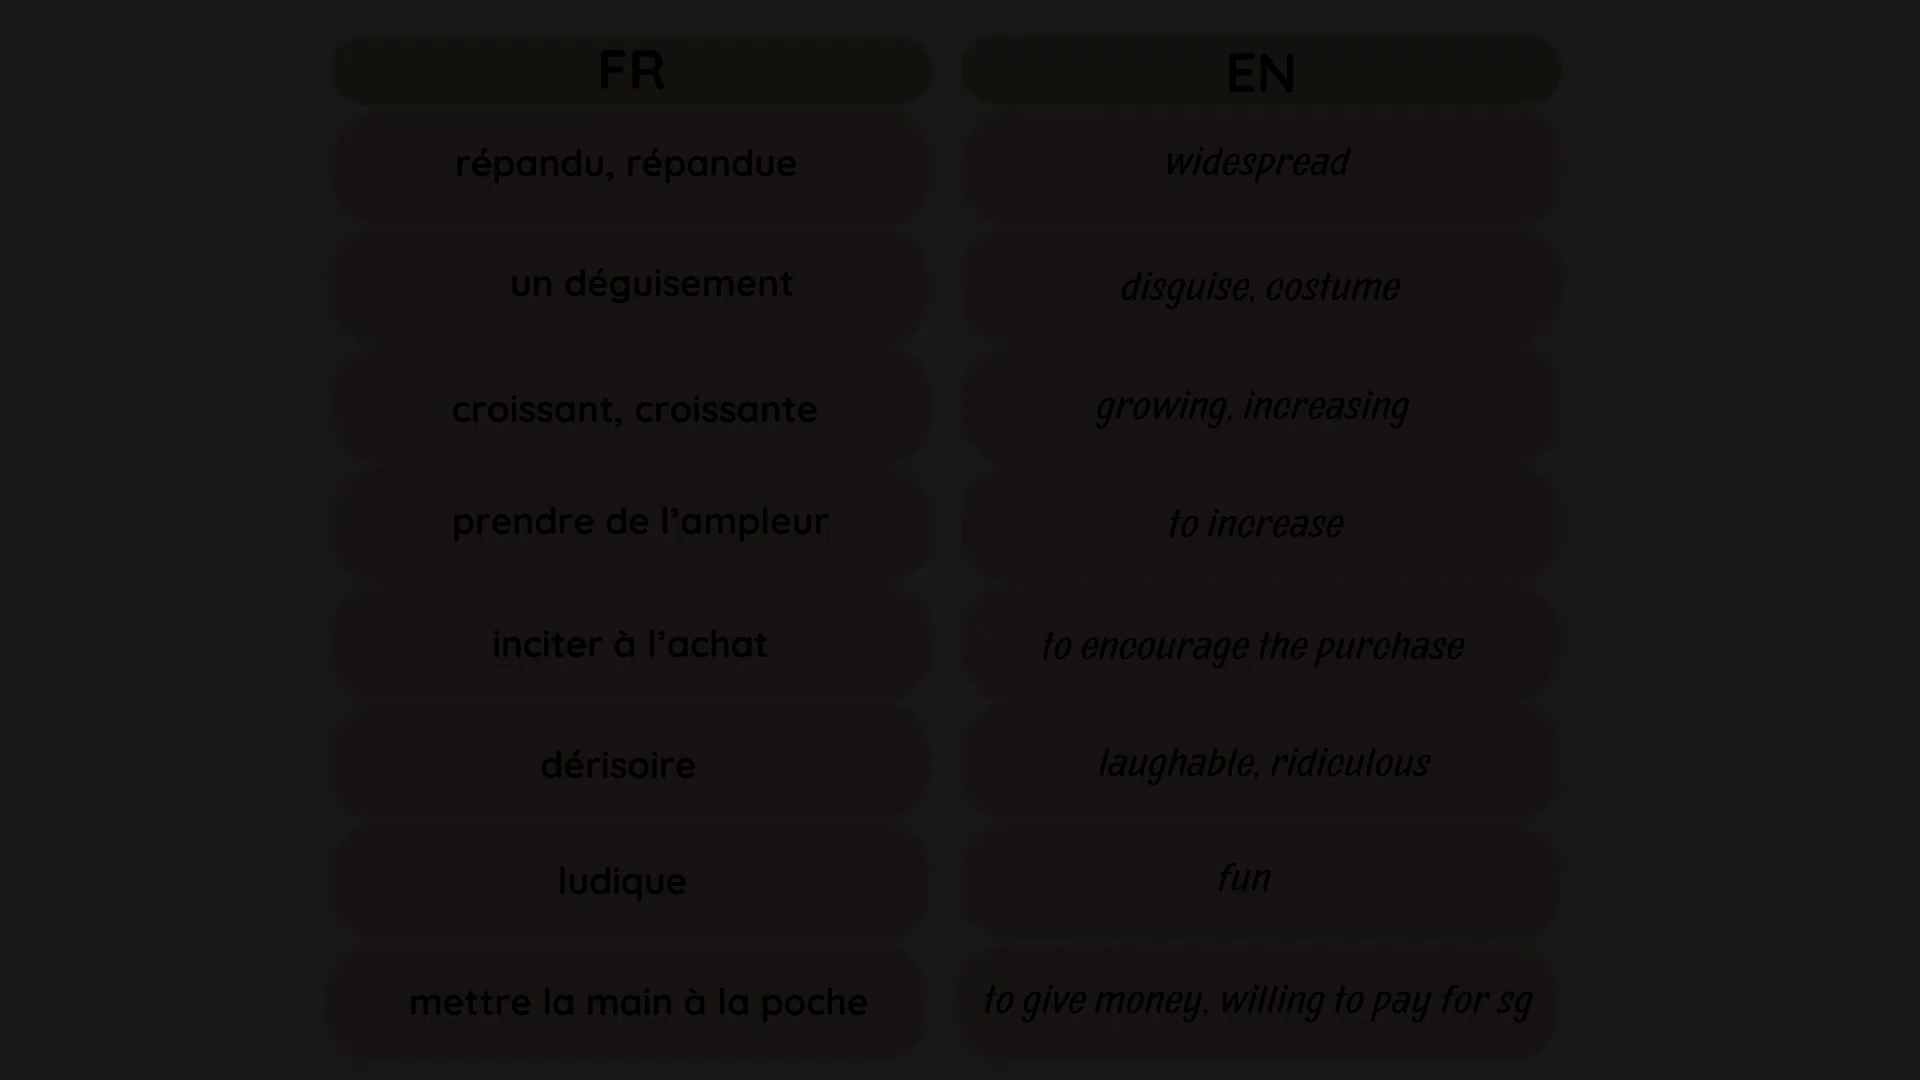 FR EN
répandu, répandue widespread
un déguisement disguise, costume
croissant, croissante growing, increasing
prendre de l’ampleur to increase
inciter à l’achat to encourage the purchase
dérisoire laughable, ridiculous
ludique fun
mettre la main à la poche to give money, willing to pay for sg